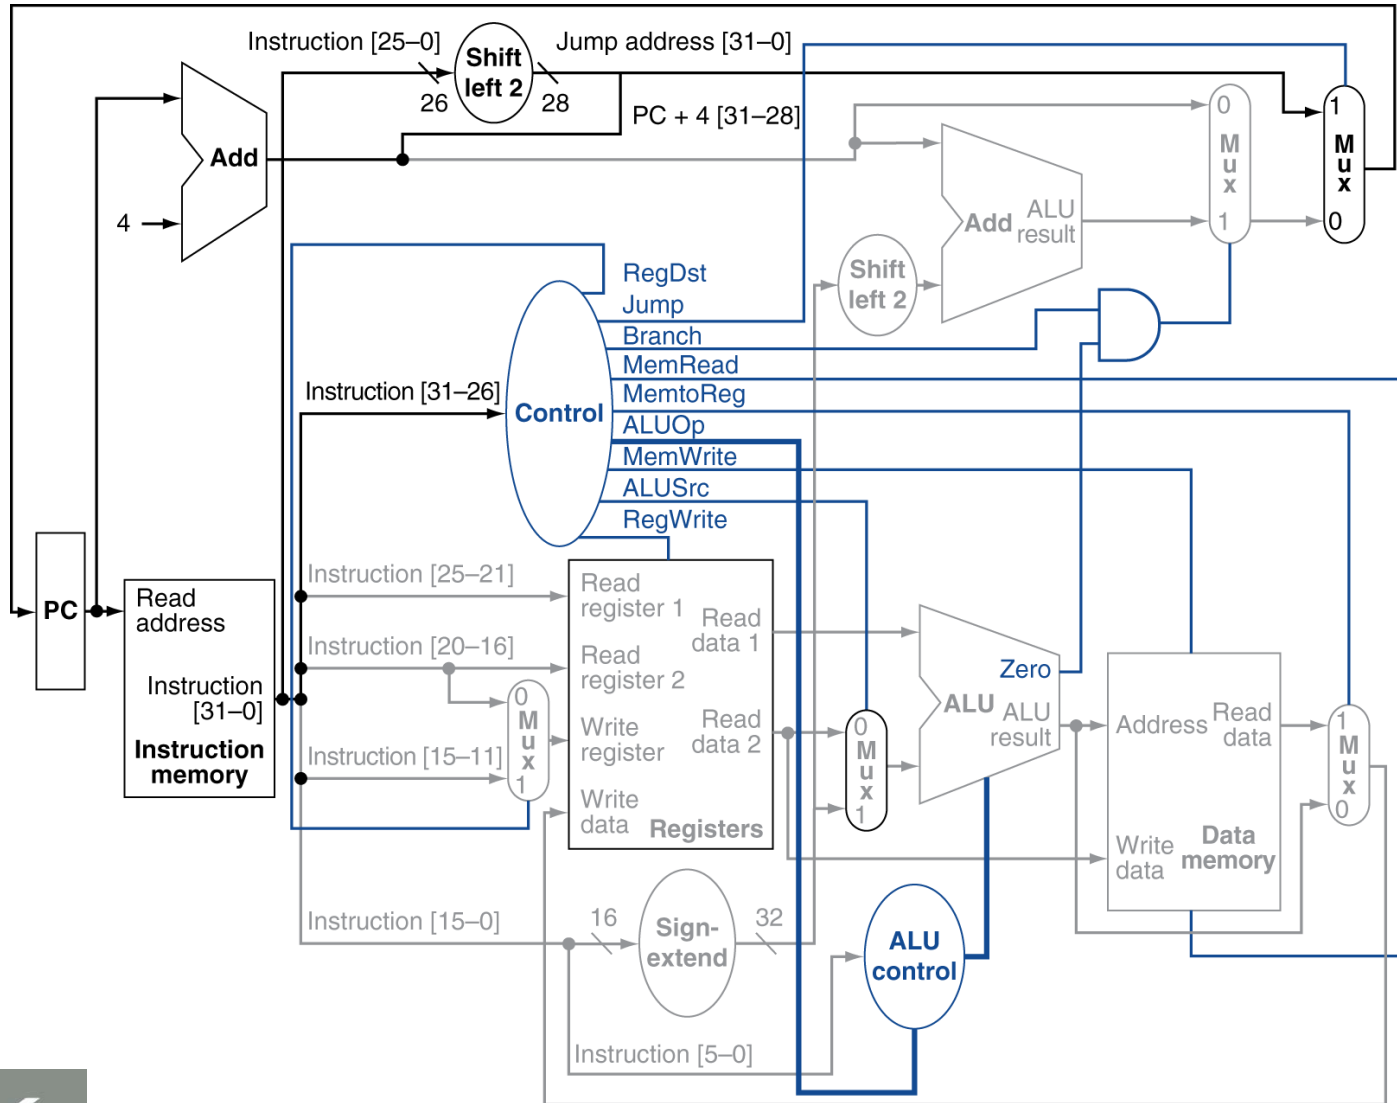 Instruction [25–0]
Shift
left 2
Jump address [31–0]
26
28
PC + 4 [31–28]
Add
4
0
M
u
x
1
1
M
u
x
0
Add
ALU
result
Shift
left 2
RegDst
Jump
Branch
MemRead
MemtoReg
ALUOp
MemWrite
ALUSrc
RegWrite
Instruction [31–26]
Control
PC
Read
address
Instruction
[31–0]
Instruction
memory
Instruction [25–21]
Instruction [20–16]
Instruction [15–11]
0
M
u
x
1
Read
register 1
Read
register 2
Write
register
Write
data
Read
data 1
Read
data 2
Registers
0
M
u
x
1
Zero
ALU
ALU
result
Address
Read
data
Write
data
Data
memory
1
M
u
x
0
Instruction [15–0]
16
Sign-
extend
32
ALU
control
Instruction [5–0]